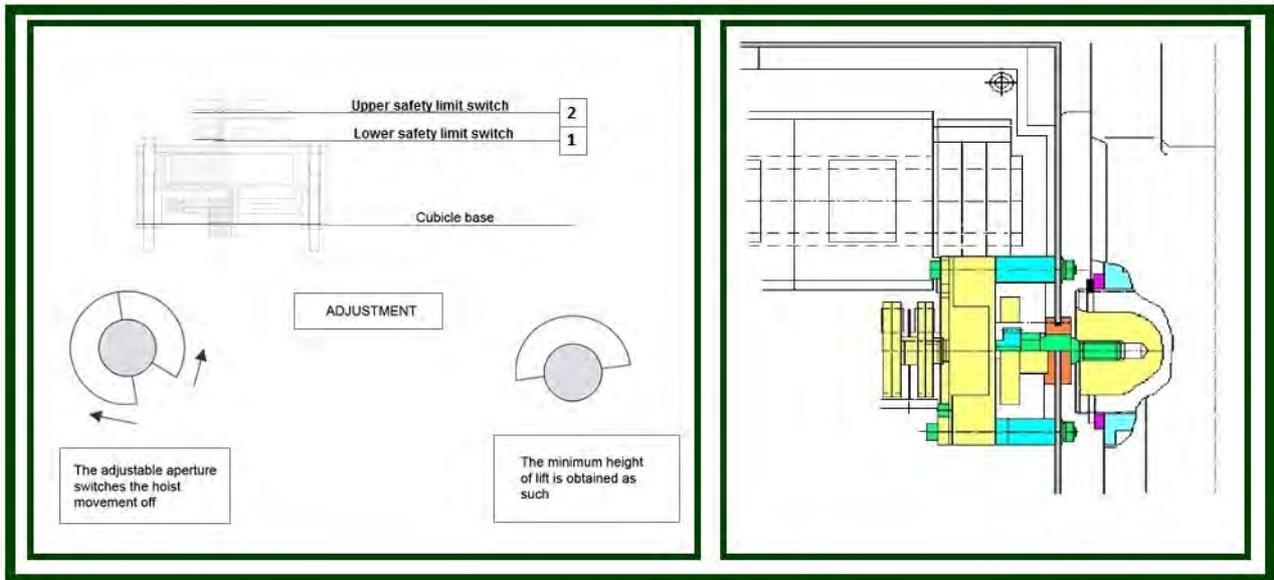 Upper safety limit switch
2
Lower safety limit switch
1
Cubicle base
ADJUSTMENT
The adjustable aperture
switches the hoist
movement off
The minimum height
of lift is obtained as
such